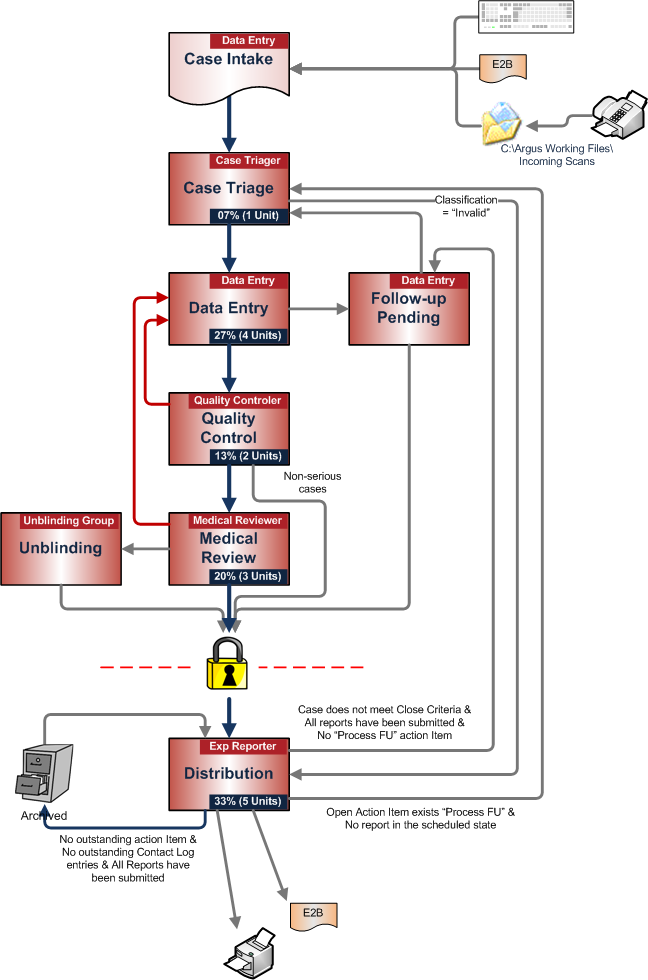 Data Entry
Case Intake
E2B
C:\Argus Working Files\
Incoming Scans
Case Triager
Case Triage
07% (1 Unit)
Classification
= “Invalid”
Data Entry
Data Entry
27% (4 Units)
Data Entry
Follow-up
Pending
Quality Controler
Quality
Control
13% (2 Units)
Non-serious
cases
Unblinding Group
Unblinding
Medical Reviewer
Medical
Review
20% (3 Units)
Case does not meet Close Criteria &
All reports have been submitted &
No “Process FU” action Item
Exp Reporter
Distribution
33% (5 Units)
Archived
Open Action Item exists “Process FU” &
No report in the scheduled state
No outstanding action Item &
No outstanding Contact Log
entries & All Reports have
been submitted
E2B